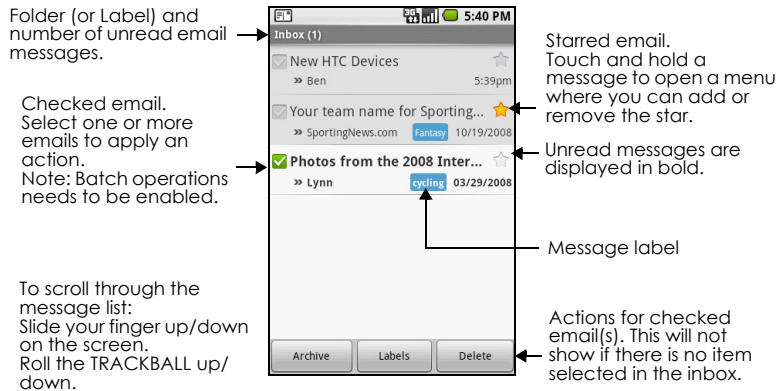 Folder (or Label) and
number of unread email
messages.
Checked email.
Select one or more
emails to apply an
action.
Note: Batch operations
needs to be enabled.
To scroll through the
message list:
Slide your finger up/down
on the screen.
Roll the TRACKBALL up/
down.
3G
5:40 PM
Inbox (1)
New HTC Devices
» Ben 5:39pm
Your team name for Sporting...
» SportingNews.com Fantasy 10/19/2008
Photos from the 2008 Inter...
» Lynn cycling 03/29/2008
Archive
Labels
Delete
Starred email.
Touch and hold a
message to open a menu
where you can add or
remove the star.
Unread messages are
displayed in bold.
Message label
Actions for checked
email(s). This will not
show if there is no item
selected in the inbox.